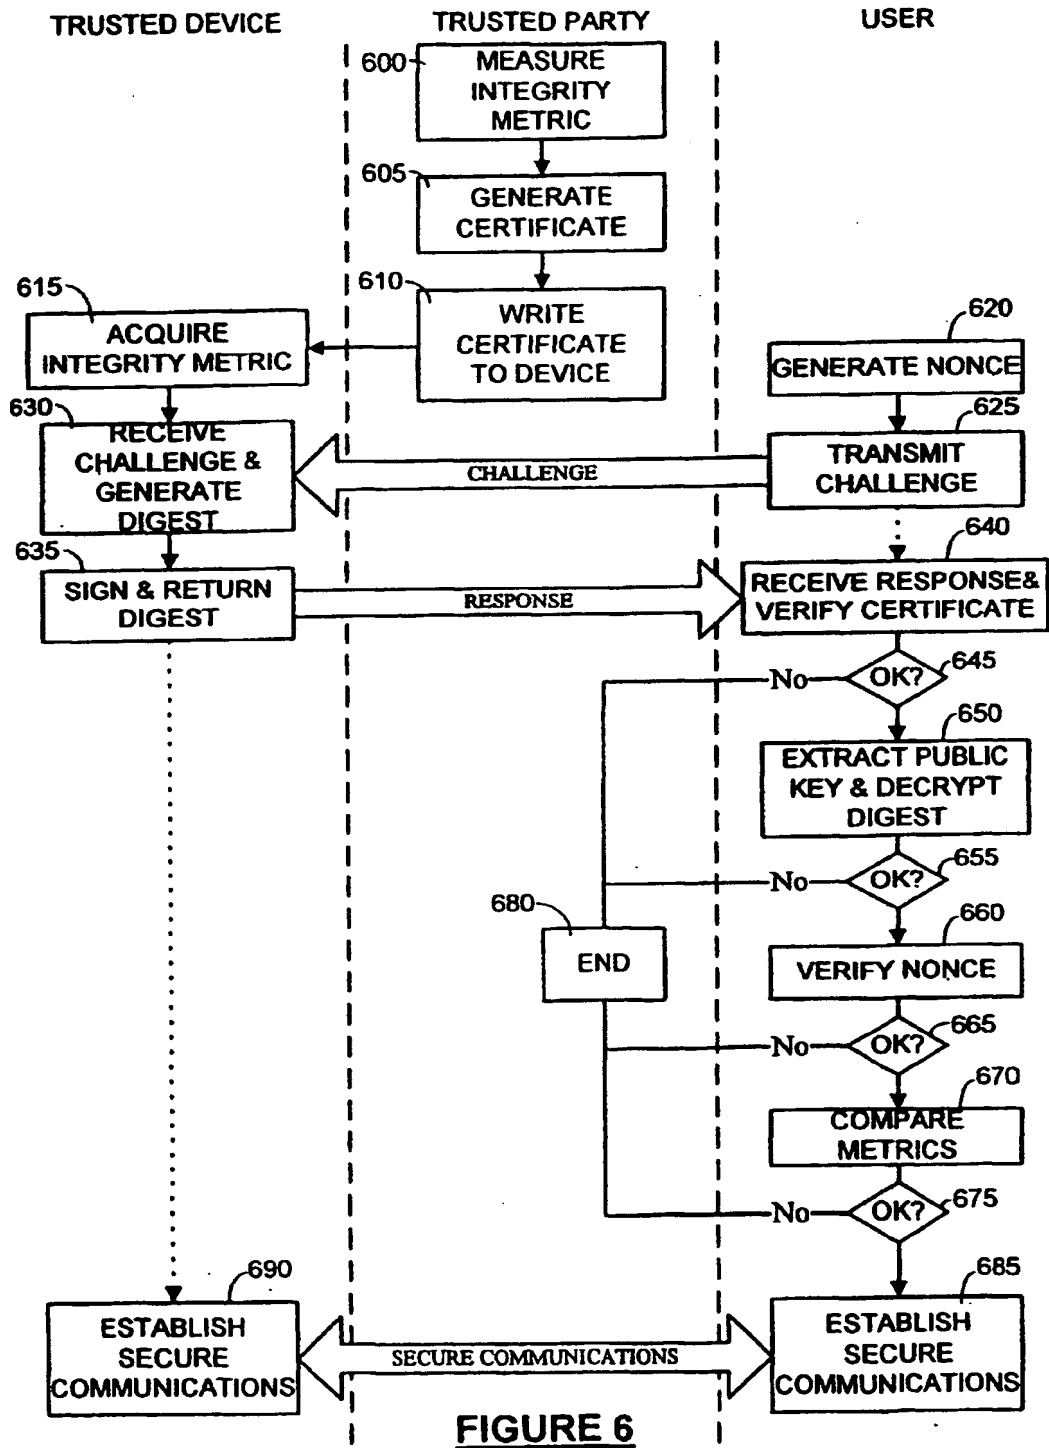 TRUSTED DEVICE
TRUSTED PARTY
USER
600
MEASURE
INTEGRITY
METRIC
605
GENERATE
CERTIFICATE
610
WRITE
CERTIFICATE
TO DEVICE
615
ACQUIRE
INTEGRITY METRIC
620
GENERATE NONCE
625
TRANSMIT
CHALLENGE
CHALLENGE
630
RECEIVE
CHALLENGE &
GENERATE
DIGEST
635
SIGN & RETURN
DIGEST
RESPONSE
640
RECEIVE RESPONSE&
VERIFY CERTIFICATE
645
OK?
No
650
EXTRACT PUBLIC
KEY & DECRYPT
DIGEST
655
OK?
No
680
END
660
VERIFY NONCE
665
OK?
No
670
COMPARE
METRICS
675
OK?
No
690
ESTABLISH
SECURE
COMMUNICATIONS
SECURE COMMUNICATIONS
685
ESTABLISH
SECURE
COMMUNICATIONS
FIGURE 6